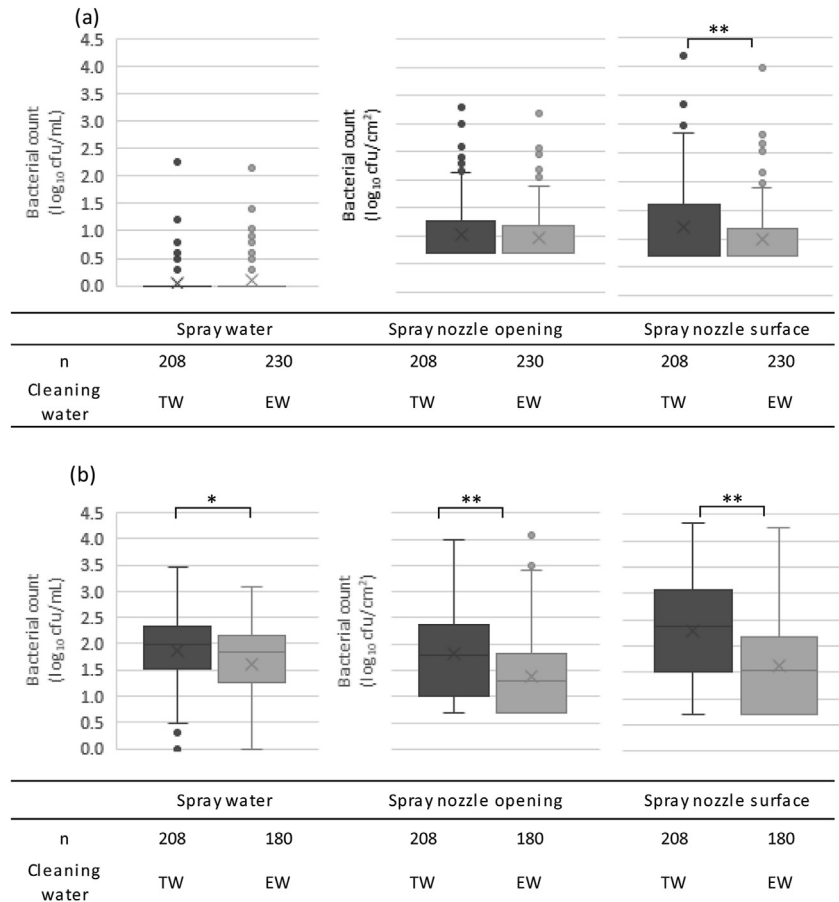 (a)
**
4.5
4.0
3.5
3.0
2.5
2.0
1.5
1.0
0.5
0.0
Bacterial count
(log10 cfu/mL)
Bacterial count
(log10 cfu/cm²)
Spray water Spray nozzle opening Spray nozzle surface
n 208 230 208 230 208 230
Cleaning
water TW EW TW EW TW EW
(b)
* ** **
4.5
4.0
3.5
3.0
2.5
2.0
1.5
1.0
0.5
0.0
Bacterial count
(log10 cfu/mL)
Bacterial count
(log10 cfu/cm²)
Spray water Spray nozzle opening Spray nozzle surface
n 208 180 208 180 208 180
Cleaning
water TW EW TW EW TW EW